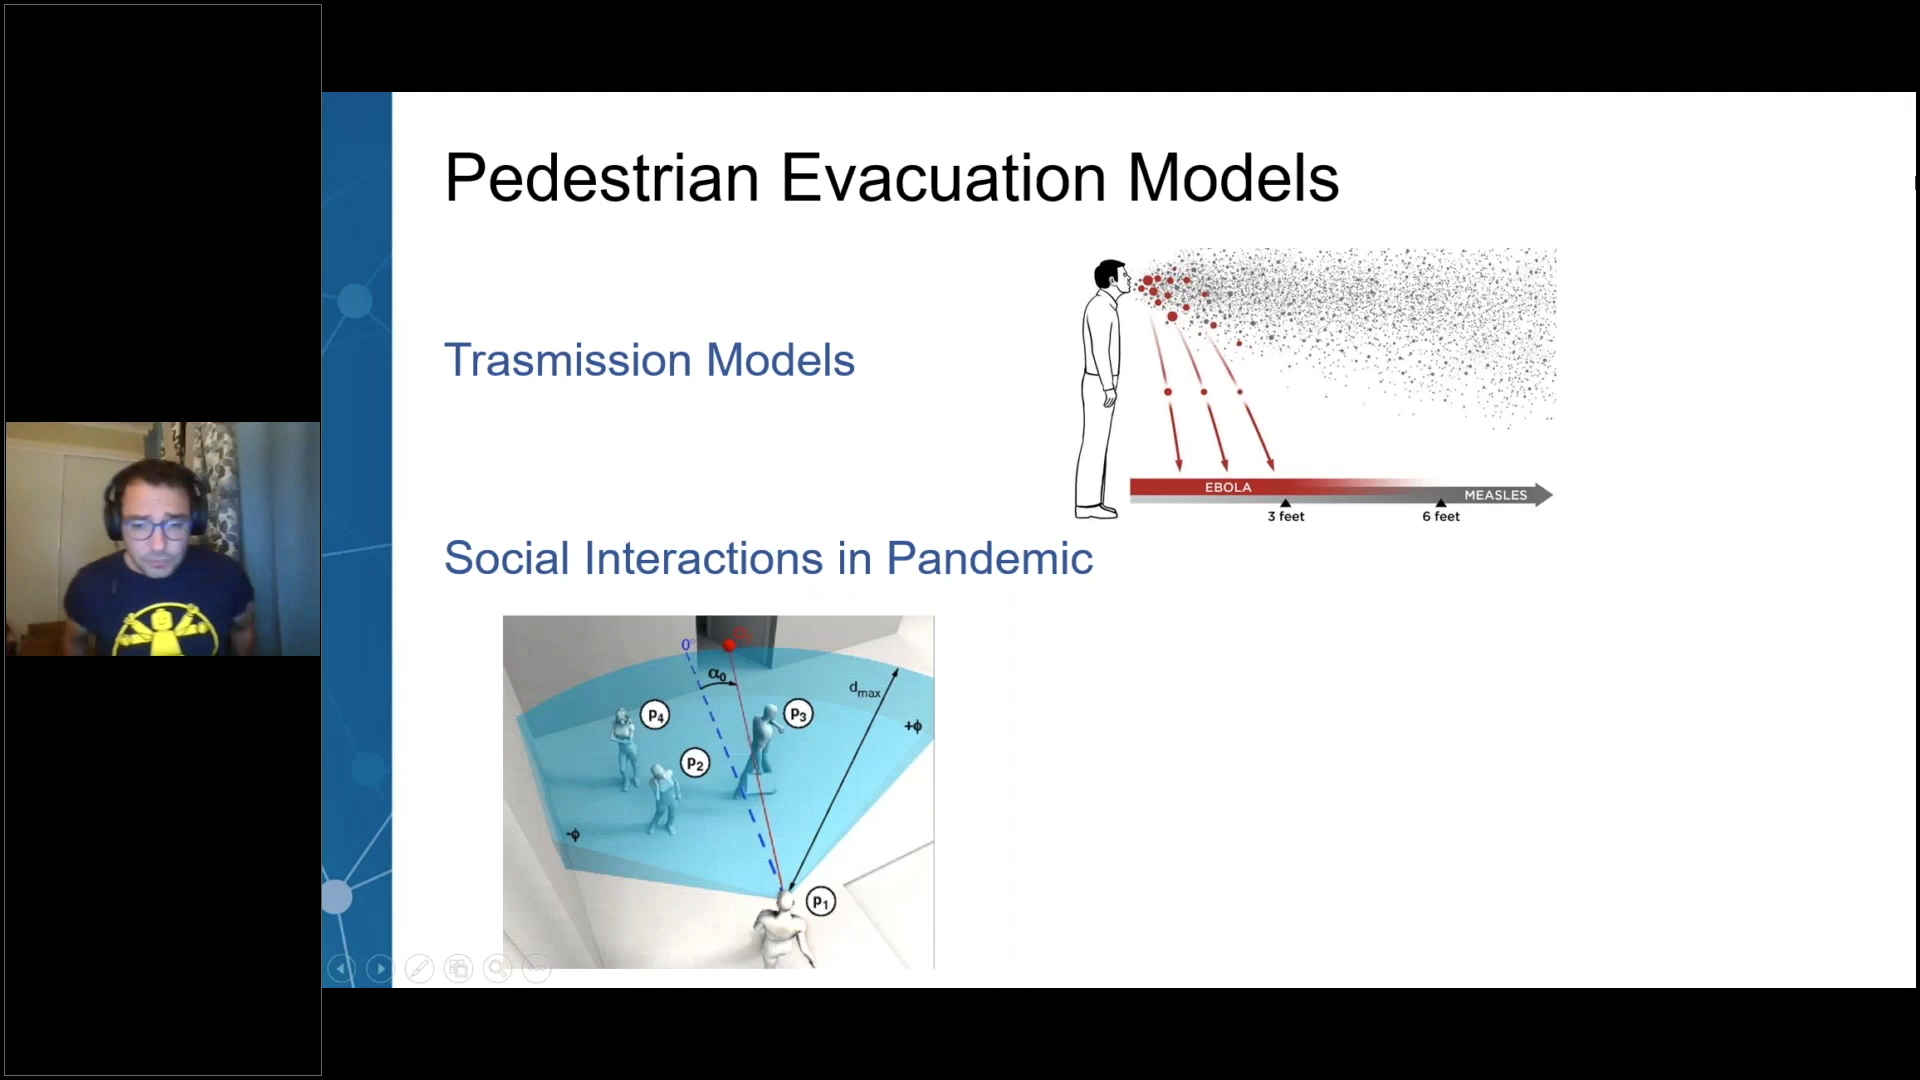 Pedestrian Evacuation Models
Trasmission Models
EBOLA
MEASLES
3 feet
6 feet
Social Interactions in Pandemic
0°
α0
dmax
+ϕ
P4
P3
P2
-ϕ
P1